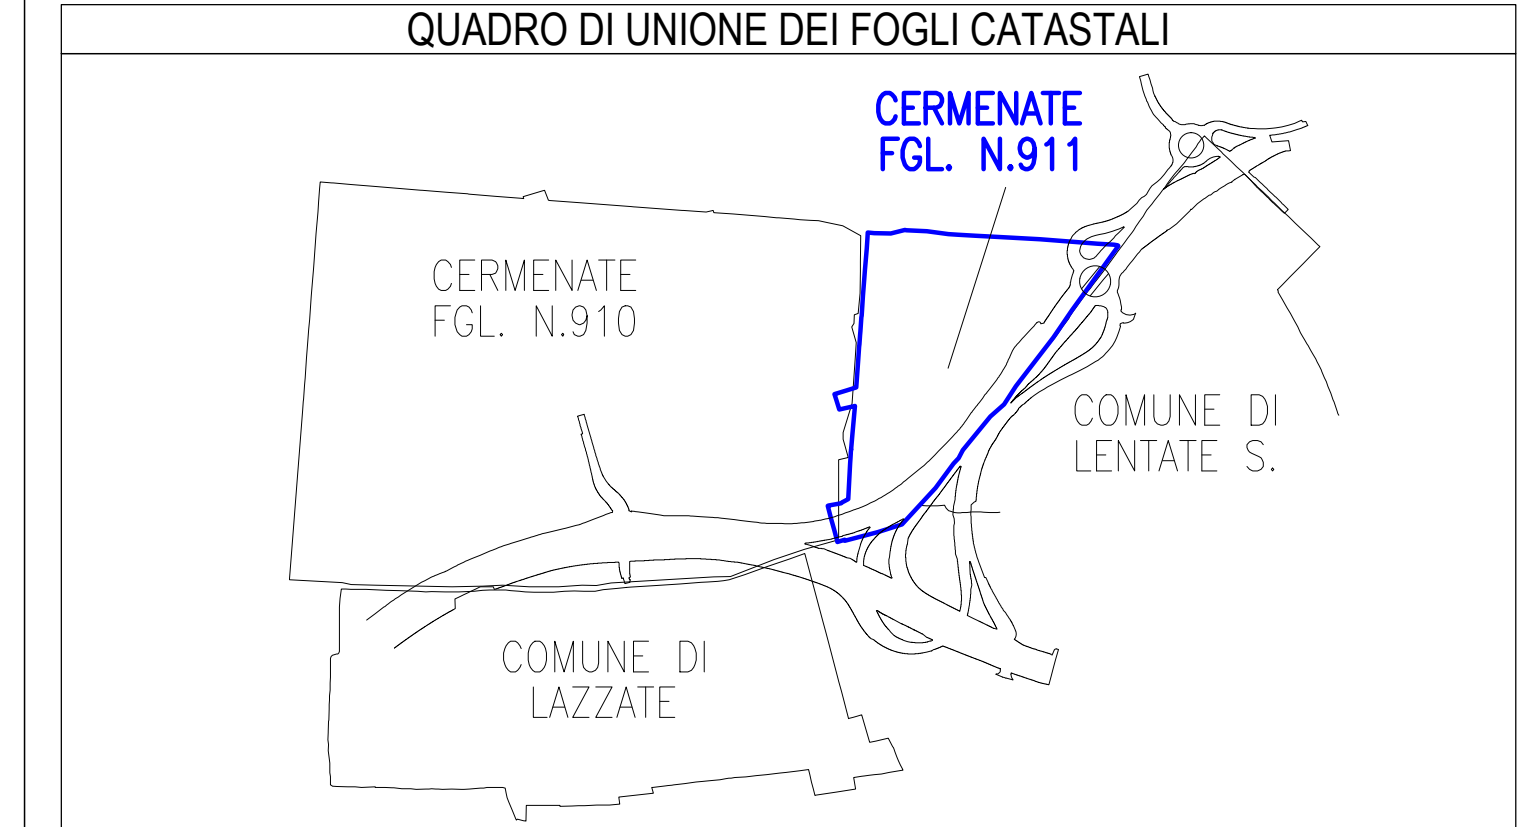 QUADRO DI UNIONE DEI FOGLI CATASTALI
CERMENATE
FGL. N.911
CERMENATE
FGL. N.910
COMUNE DI
LENTATE S.
COMUNE DI
LAZZATE